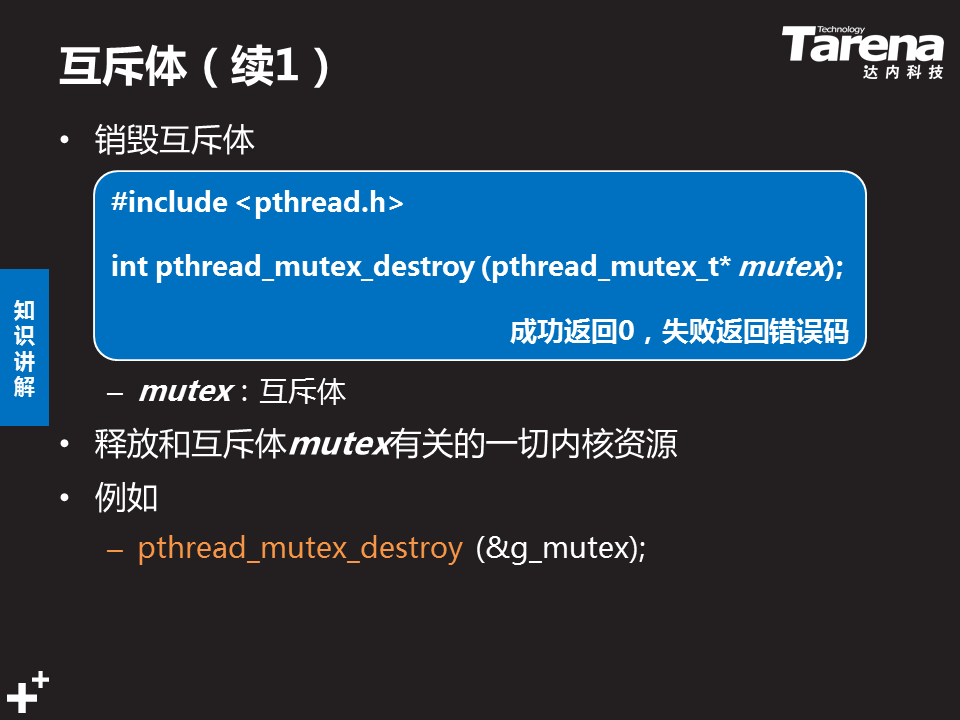 互斥体（续1）
Technology
Tarena
达内科技
• 销毁互斥体
#include <pthread.h>
int pthread_mutex_destroy (pthread_mutex_t* mutex);
成功返回0，失败返回错误码
知识讲解
– mutex：互斥体
• 释放和互斥体mutex有关的一切内核资源
• 例如
– pthread_mutex_destroy (&g_mutex);